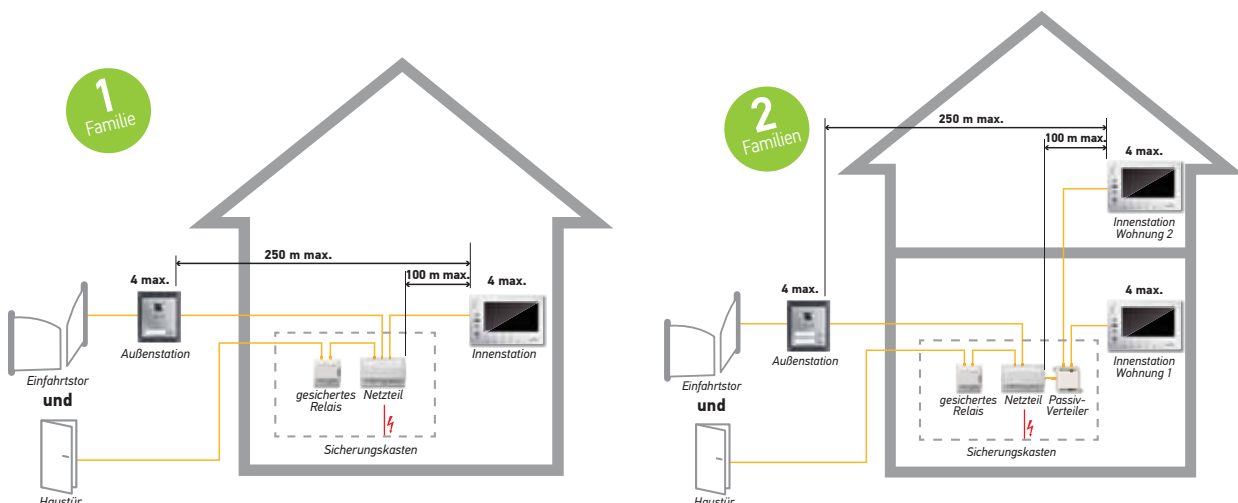 1
Familie
250 m max.
100 m max.
4 max.
4 max.
Außenstation
Innenstation
Einfahrtstor
und
gesichertes
Relais
Netzteil
Sicherungskasten
Haustür
2
Familien
250 m max.
100 m max.
4 max.
Innenstation
Wohnung 2
4 max.
4 max.
Außenstation
Innenstation
Wohnung 1
Einfahrtstor
und
gesichertes
Relais
Netzteil
Passiv-
Verteiler
Sicherungskasten
Haustür